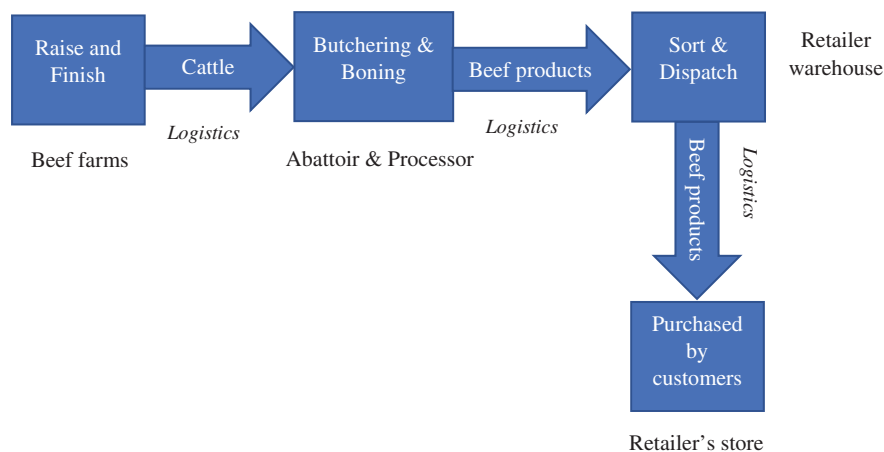 Raise and
Finish
Cattle
Logistics
Beef farms
Butchering &
Boning
Beef products
Logistics
Abattoir & Processor
Sort &
Dispatch
Retailer
warehouse
Beef products
Logistics
Purchased
by
customers
Retailer’s store